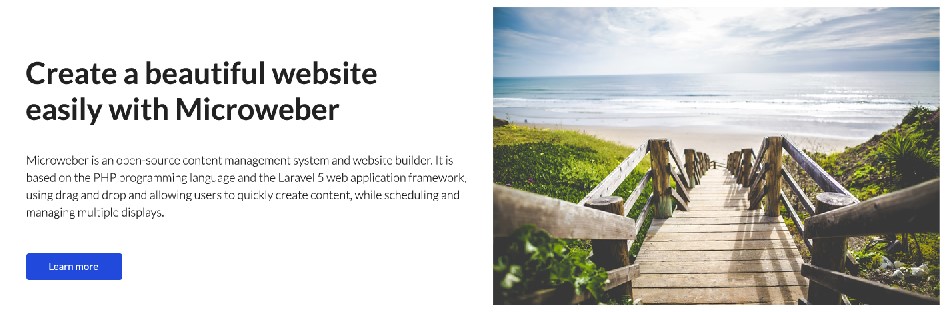 Create a beautiful website
easily with Microweber
Microweber is an open-source content management system and website builder. It is
based on the PHP programming language and the Laravel 5 web application framework,
using drag and drop and allowing users to quickly create content, while scheduling and
managing multiple displays.
Learn more